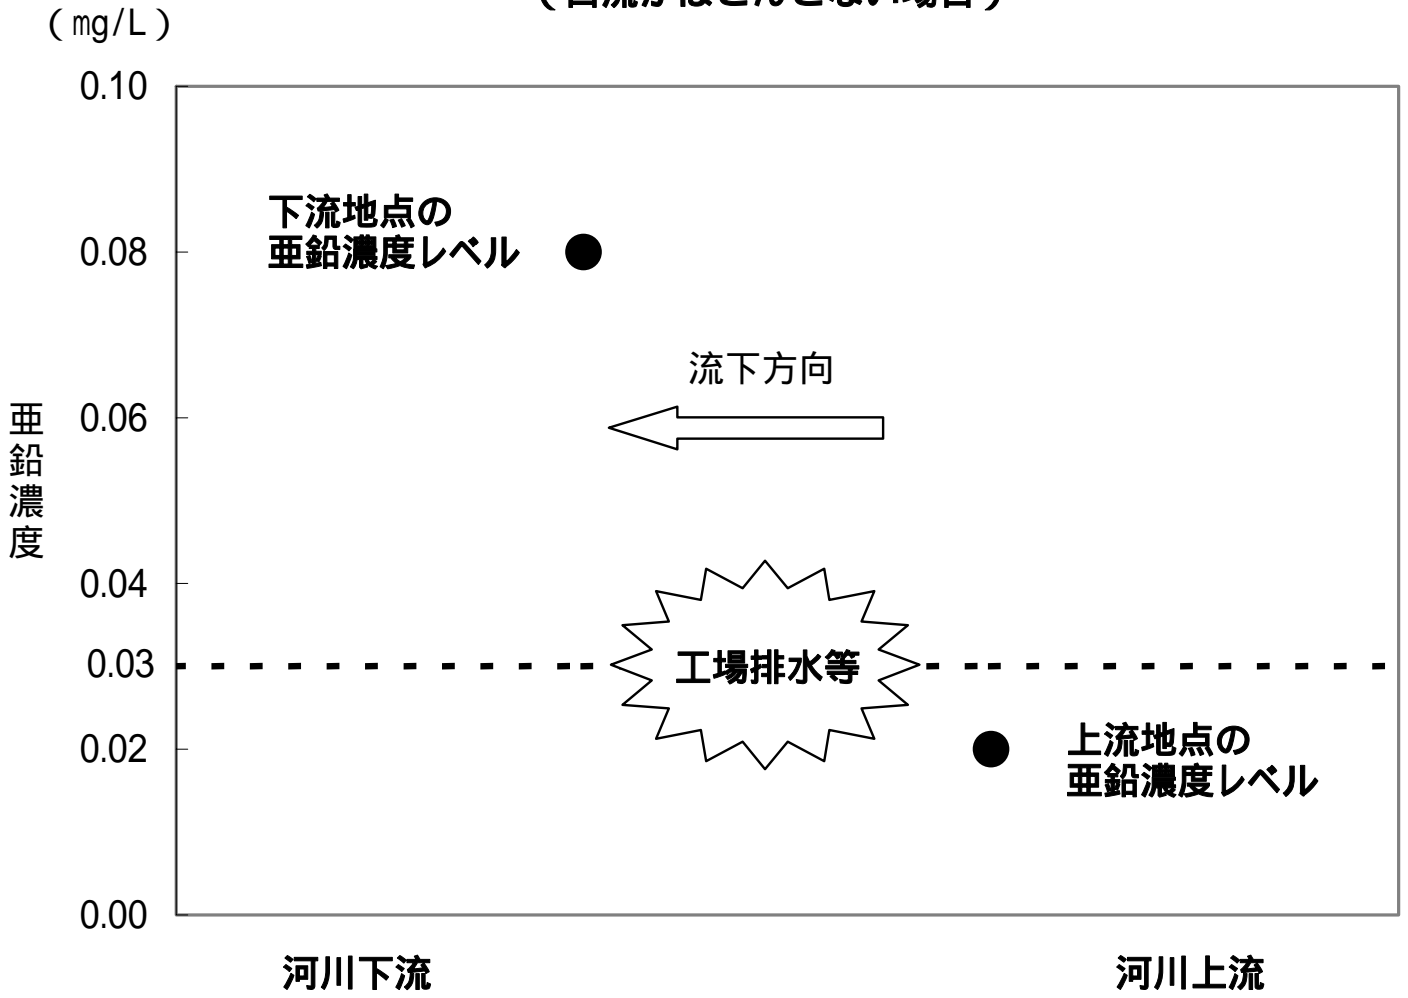 (mg/L)
0.10
下流地点の
亜鉛濃度レベル
0.08
流下方向
0.06
亜鉛濃度
0.04
0.03
工場排水等
0.02
上流地点の
亜鉛濃度レベル
0.00
河川下流
河川上流